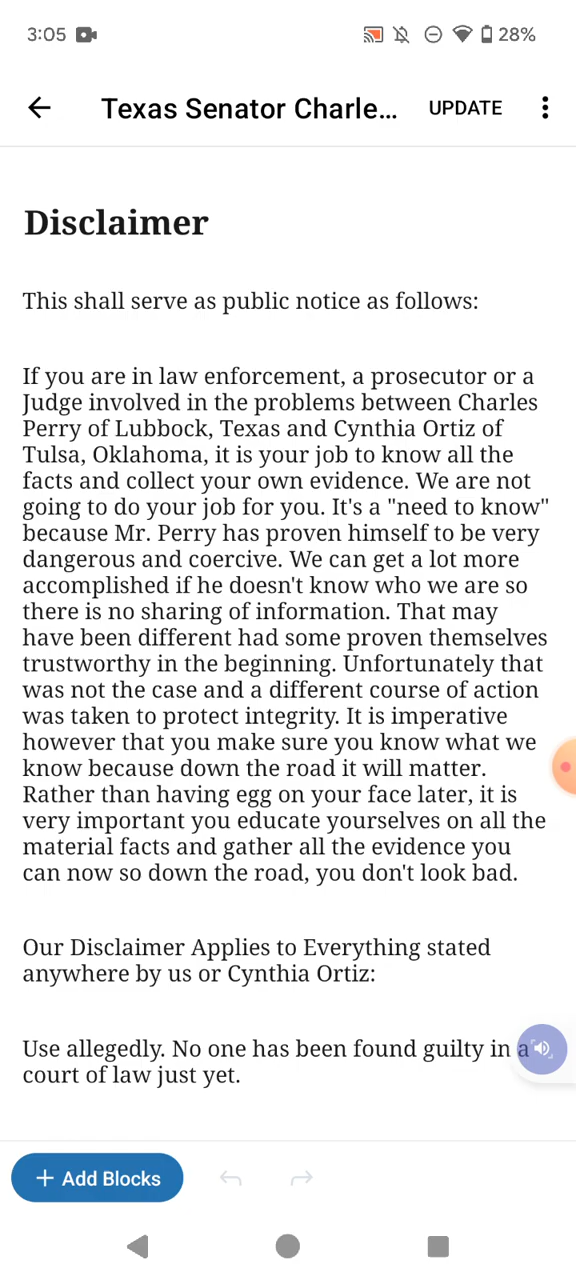 3:05
28%
Texas Senator Charle...
UPDATE
Disclaimer
This shall serve as public notice as follows:
If you are in law enforcement, a prosecutor or a
Judge involved in the problems between Charles
Perry of Lubbock, Texas and Cynthia Ortiz of
Tulsa, Oklahoma, it is your job to know all the
facts and collect your own evidence. We are not
going to do your job for you. It's a "need to know"
because Mr. Perry has proven himself to be very
dangerous and coercive. We can get a lot more
accomplished if he doesn't know who we are so
there is no sharing of information. That may
have been different had some proven themselves
trustworthy in the beginning. Unfortunately that
was not the case and a different course of action
was taken to protect integrity. It is imperative
however that you make sure you know what we
know because down the road it will matter.
Rather than having egg on your face later, it is
very important you educate yourselves on all the
material facts and gather all the evidence you
can now so down the road, you don't look bad.
Our Disclaimer Applies to Everything stated
anywhere by us or Cynthia Ortiz:
Use allegedly. No one has been found guilty in a
court of law just yet.
+ Add Blocks